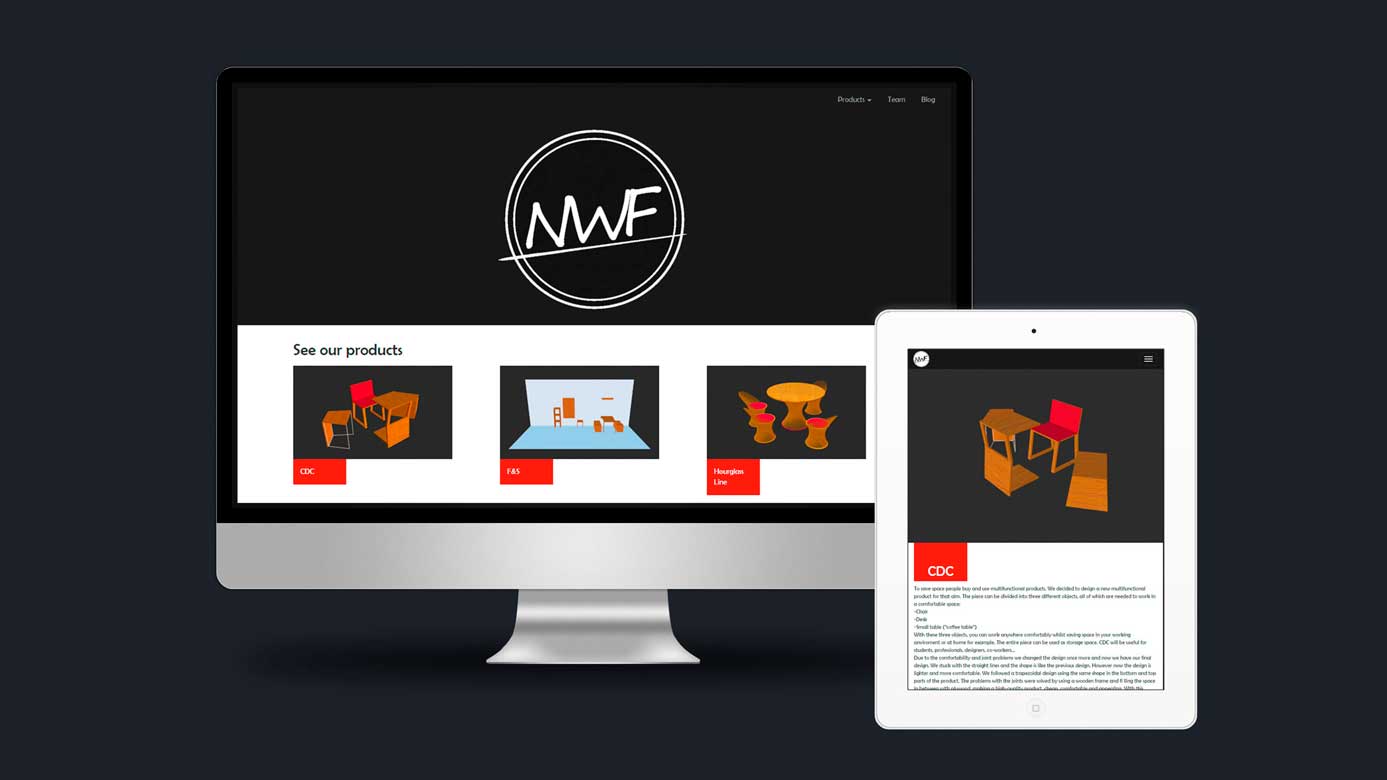 Products Team Blog
NWF
See our products
CDC
F&S
Hourglass
Line
NWF
CDC
To save space people buy and use multifunctional products. We decided to design a new multifunctional
product for that aim. The piece can be divided into three different objects, all of which are needed to work in
a comfortable space:
-Chair
-Desk
-Small table ("coffee table")
With these three objects, you can work anywhere comfortably whilst saving space in your working
enviroment or at home for example. The entire piece can be used as storage space. CDC will be useful for
students, profesionals, designers, co-workers...
Due to the comfortability and joint problems we changed the design once more and now we have our final
design. We stuck with the straight lines and the shape is like the previous design. However now the design is
lighter and more comfortable. We followed a trapezoidal design using the same shape in the bottom and top
parts of the product. The problems with the joints were solved by using a wooden frame and fi lling the space
in between with plywood, making a high-quality product, cheap, comfortable and appealing. With this